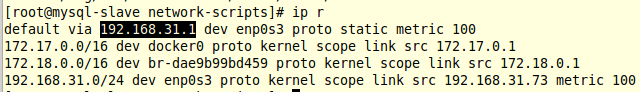 [root@mysql-slave network-scripts]# ip r
default via 192.168.31.1 dev enp0s3 proto static metric 100
172.17.0.0/16 dev docker0 proto kernel scope link src 172.17.0.1
172.18.0.0/16 dev br-dae9b99bd459 proto kernel scope link src 172.18.0.1
192.168.31.0/24 dev enp0s3 proto kernel scope link src 192.168.31.73 metric 100